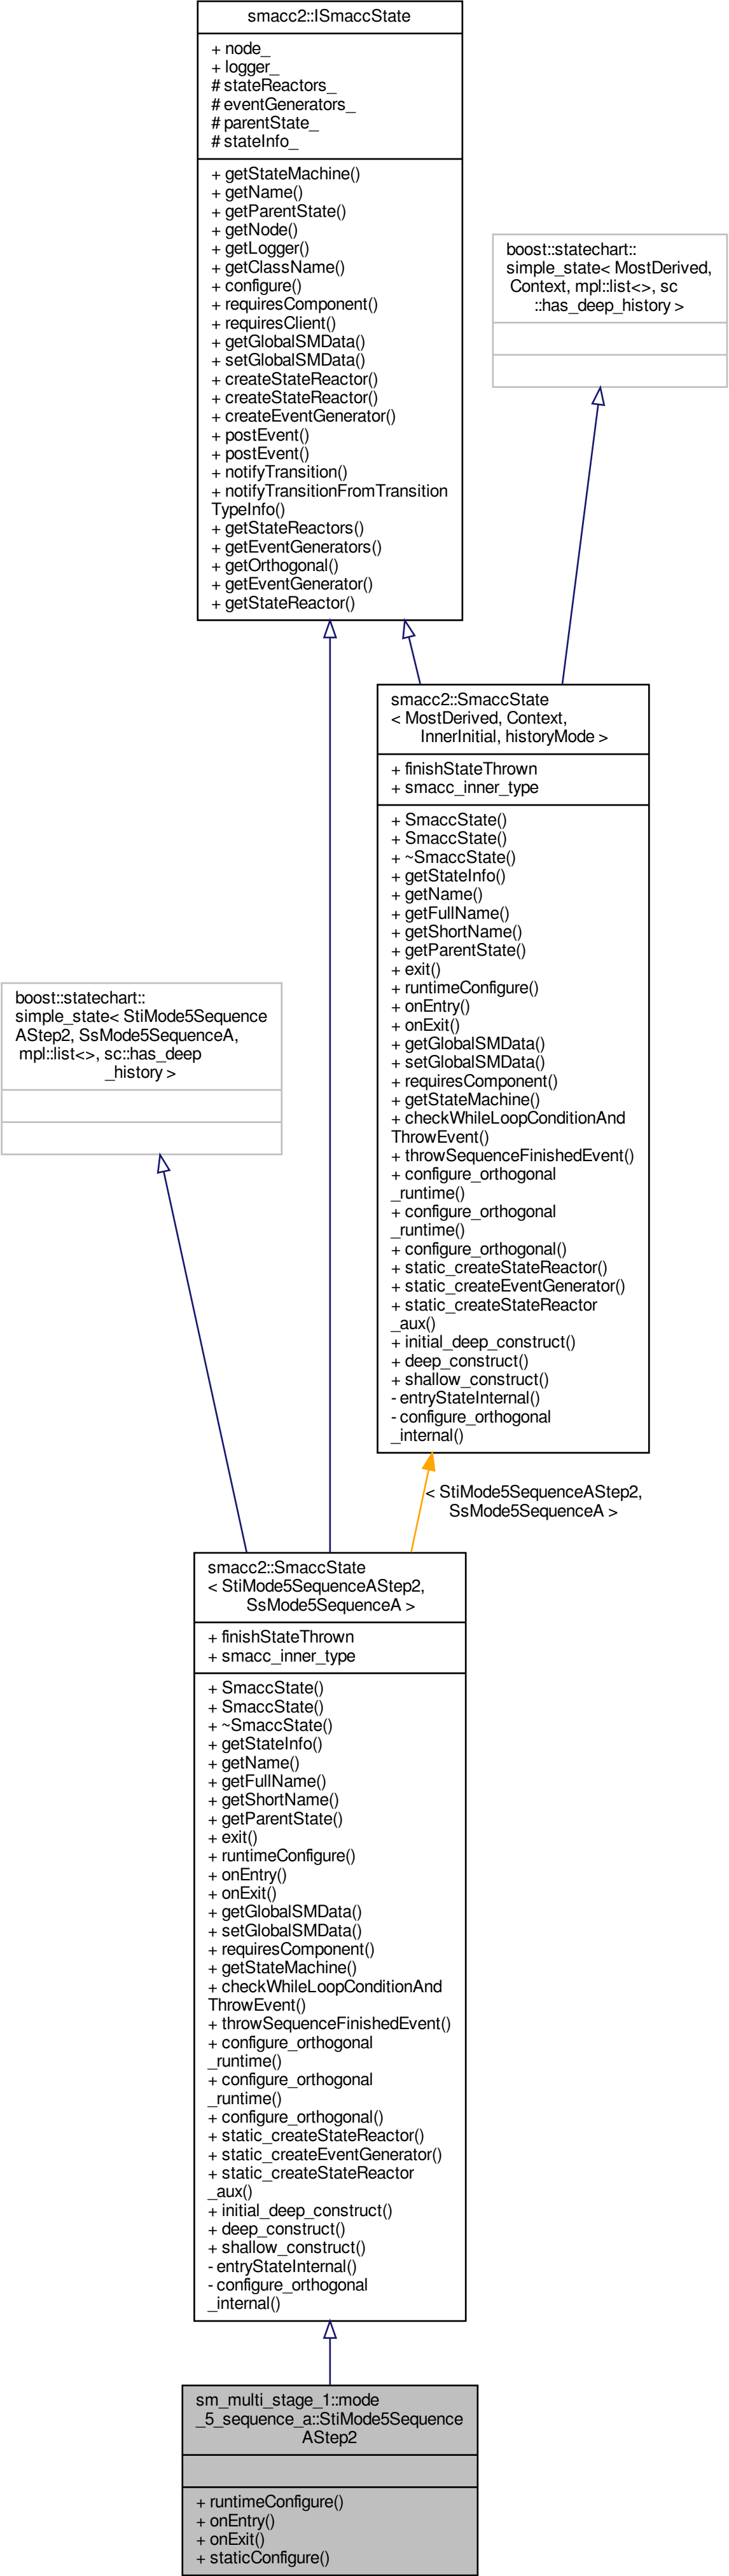 smacc2::ISmaccState
+ node_
+ logger_
# stateReactors_
# eventGenerators_
# parentState_
# stateInfo_
+ getStateMachine()
+ getName()
+ getParentState()
+ getNode()
+ getLogger()
+ getClassName()
+ configure()
+ requiresComponent()
+ requiresClient()
+ getGlobalSMData()
+ setGlobalSMData()
+ createStateReactor()
+ createStateReactor()
+ createEventGenerator()
+ postEvent()
+ postEvent()
+ notifyTransition()
+ notifyTransitionFromTransition
TypeInfo()
+ getStateReactors()
+ getEventGenerators()
+ getOrthogonal()
+ getEventGenerator()
+ getStateReactor()
boost::statechart::
simple_state< MostDerived,
Context, mpl::list<>, sc
::has_deep_history >
smacc2::SmaccState
< MostDerived, Context,
InnerInitial, historyMode >
+ finishStateThrown
+ smacc_inner_type
+ SmaccState()
+ SmaccState()
+ ~SmaccState()
+ getStateInfo()
+ getName()
+ getFullName()
+ getShortName()
+ getParentState()
+ exit()
+ runtimeConfigure()
+ onEntry()
+ onExit()
+ getGlobalSMData()
+ setGlobalSMData()
+ requiresComponent()
+ getStateMachine()
+ checkWhileLoopConditionAnd
ThrowEvent()
+ throwSequenceFinishedEvent()
+ configure_orthogonal
_runtime()
+ configure_orthogonal
_runtime()
+ configure_orthogonal()
+ static_createStateReactor()
+ static_createEventGenerator()
+ static_createStateReactor
_aux()
+ initial_deep_construct()
+ deep_construct()
+ shallow_construct()
- entryStateInternal()
- configure_orthogonal
_internal()
boost::statechart::
simple_state< StiMode5Sequence
AStep2, SsMode5SequenceA,
mpl::list<>, sc::has_deep
_history >
< StiMode5SequenceAStep2,
SsMode5SequenceA >
smacc2::SmaccState
< StiMode5SequenceAStep2,
SsMode5SequenceA >
+ finishStateThrown
+ smacc_inner_type
+ SmaccState()
+ SmaccState()
+ ~SmaccState()
+ getStateInfo()
+ getName()
+ getFullName()
+ getShortName()
+ getParentState()
+ exit()
+ runtimeConfigure()
+ onEntry()
+ onExit()
+ getGlobalSMData()
+ setGlobalSMData()
+ requiresComponent()
+ getStateMachine()
+ checkWhileLoopConditionAnd
ThrowEvent()
+ throwSequenceFinishedEvent()
+ configure_orthogonal
_runtime()
+ configure_orthogonal
_runtime()
+ configure_orthogonal()
+ static_createStateReactor()
+ static_createEventGenerator()
+ static_createStateReactor
_aux()
+ initial_deep_construct()
+ deep_construct()
+ shallow_construct()
- entryStateInternal()
- configure_orthogonal
_internal()
sm_multi_stage_1::mode
_5_sequence_a::StiMode5Sequence
AStep2
+ runtimeConfigure()
+ onEntry()
+ onExit()
+ staticConfigure()